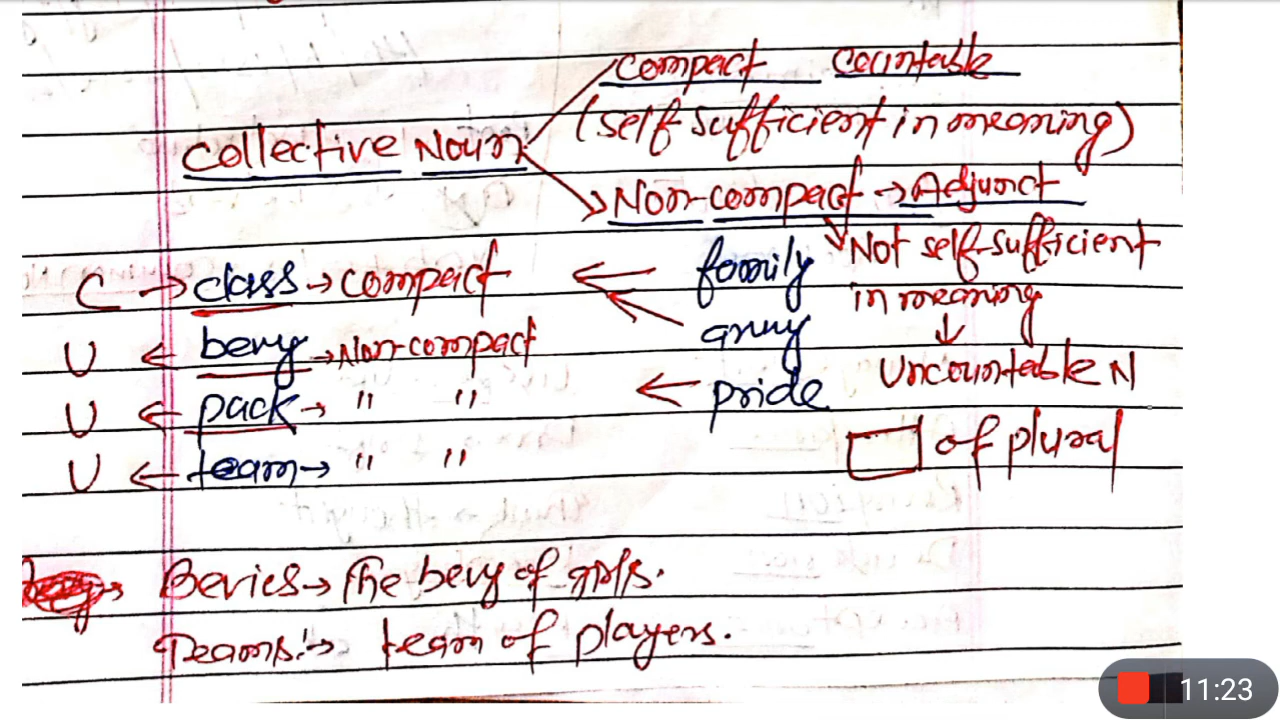 compact countable
(self sufficient in meaning)
Collective Noun
Non-compact → Adjunct
Not self-sufficient
in meaning
↓
Uncountable N
□ of plural
C → class → compact
U ← bevy → Non-compact
U ← pack → " "
U ← team → " "
← family
army
← pride
→ Bevies → The bevy of girls.
Teams:→ team of players.
11:23